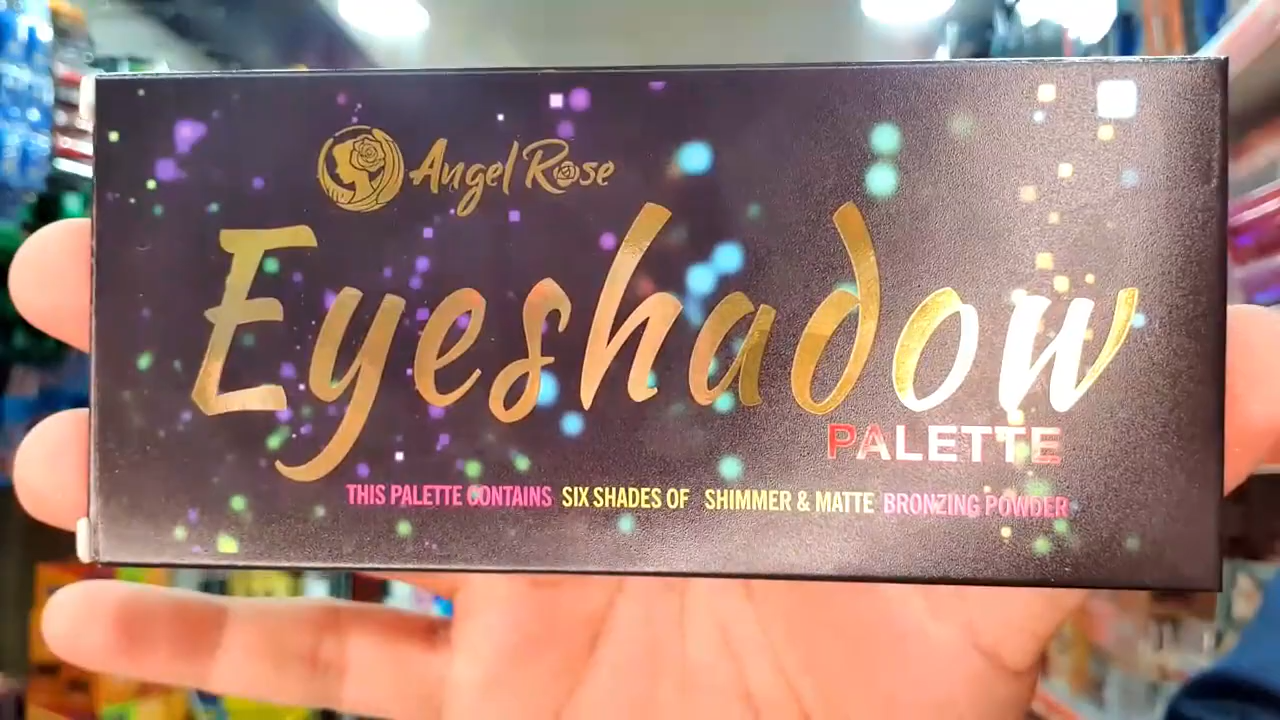 Angel Rose
Eyeshadow
PALETTE
THIS PALETTE CONTAINS SIX SHADES OF SHIMMER & MATTE BRONZING POWDER